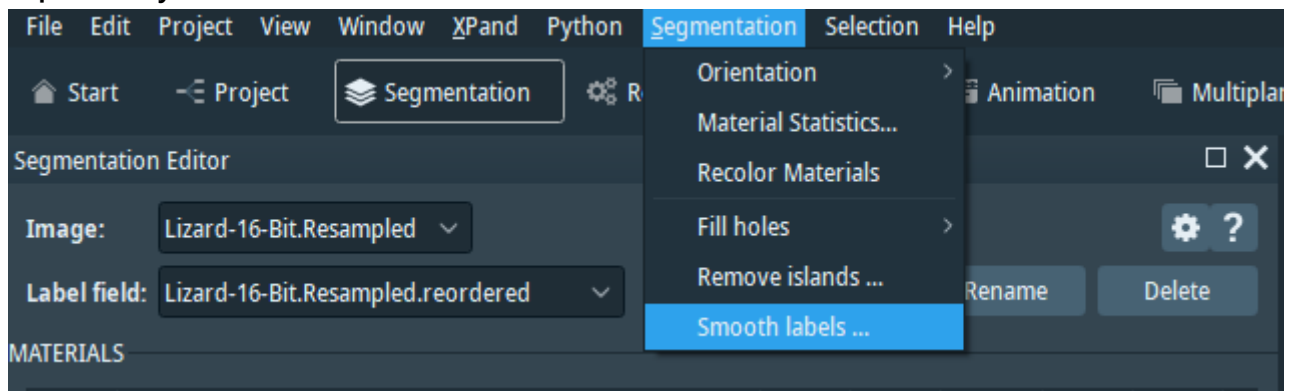 File Edit Project View Window XPand Python Segmentation Selection Help
Start Project Segmentation Animation
Orientation
Material Statistics...
Recolor Materials
Fill holes
Remove islands ...
Smooth labels ...
Segmentation Editor
Image: Lizard-16-Bit.Resampled
?
Label field: Lizard-16-Bit.Resampled.reordered Rename Delete
MATERIALS